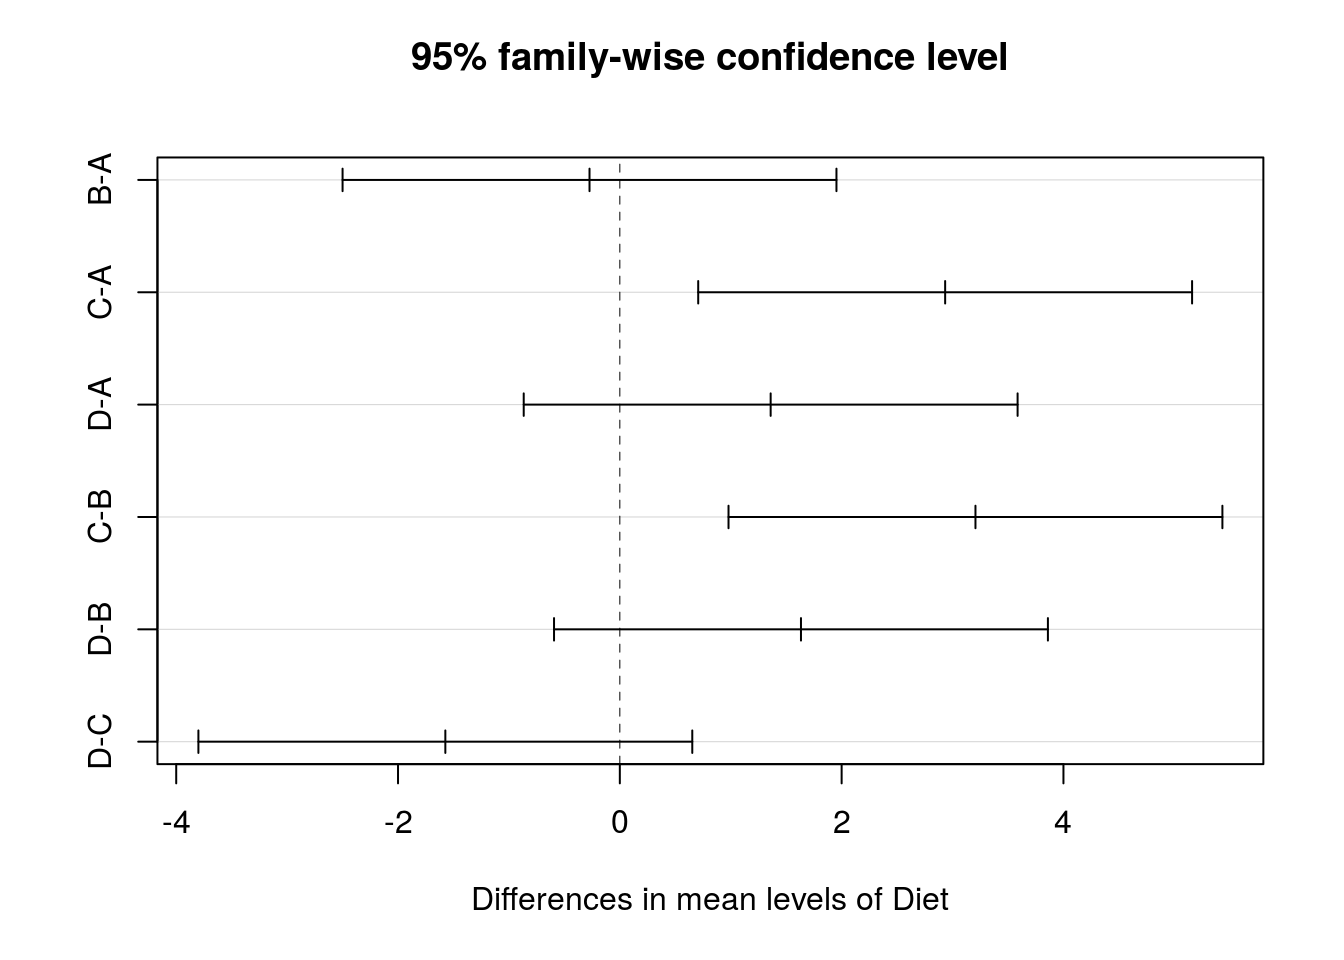 95% family-wise confidence level
B-A
C-A
D-A
C-B
D-B
D-C
-4 -2 0 2 4
Differences in mean levels of Diet